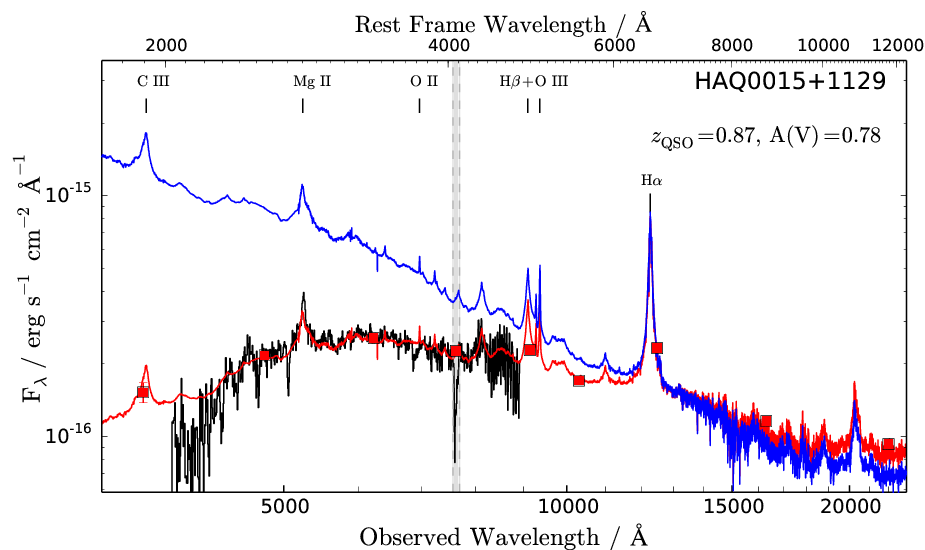 Rest Frame Wavelength / Å
2000 4000 6000 8000 10000 12000
C III Mg II O II Hβ+O III HAQ0015+1129
z_QSO=0.87, A(V)=0.78
Hα
10^-15
10^-16
F_λ / erg s^−1 cm^−2 Å^−1
5000 10000 15000 20000
Observed Wavelength / Å